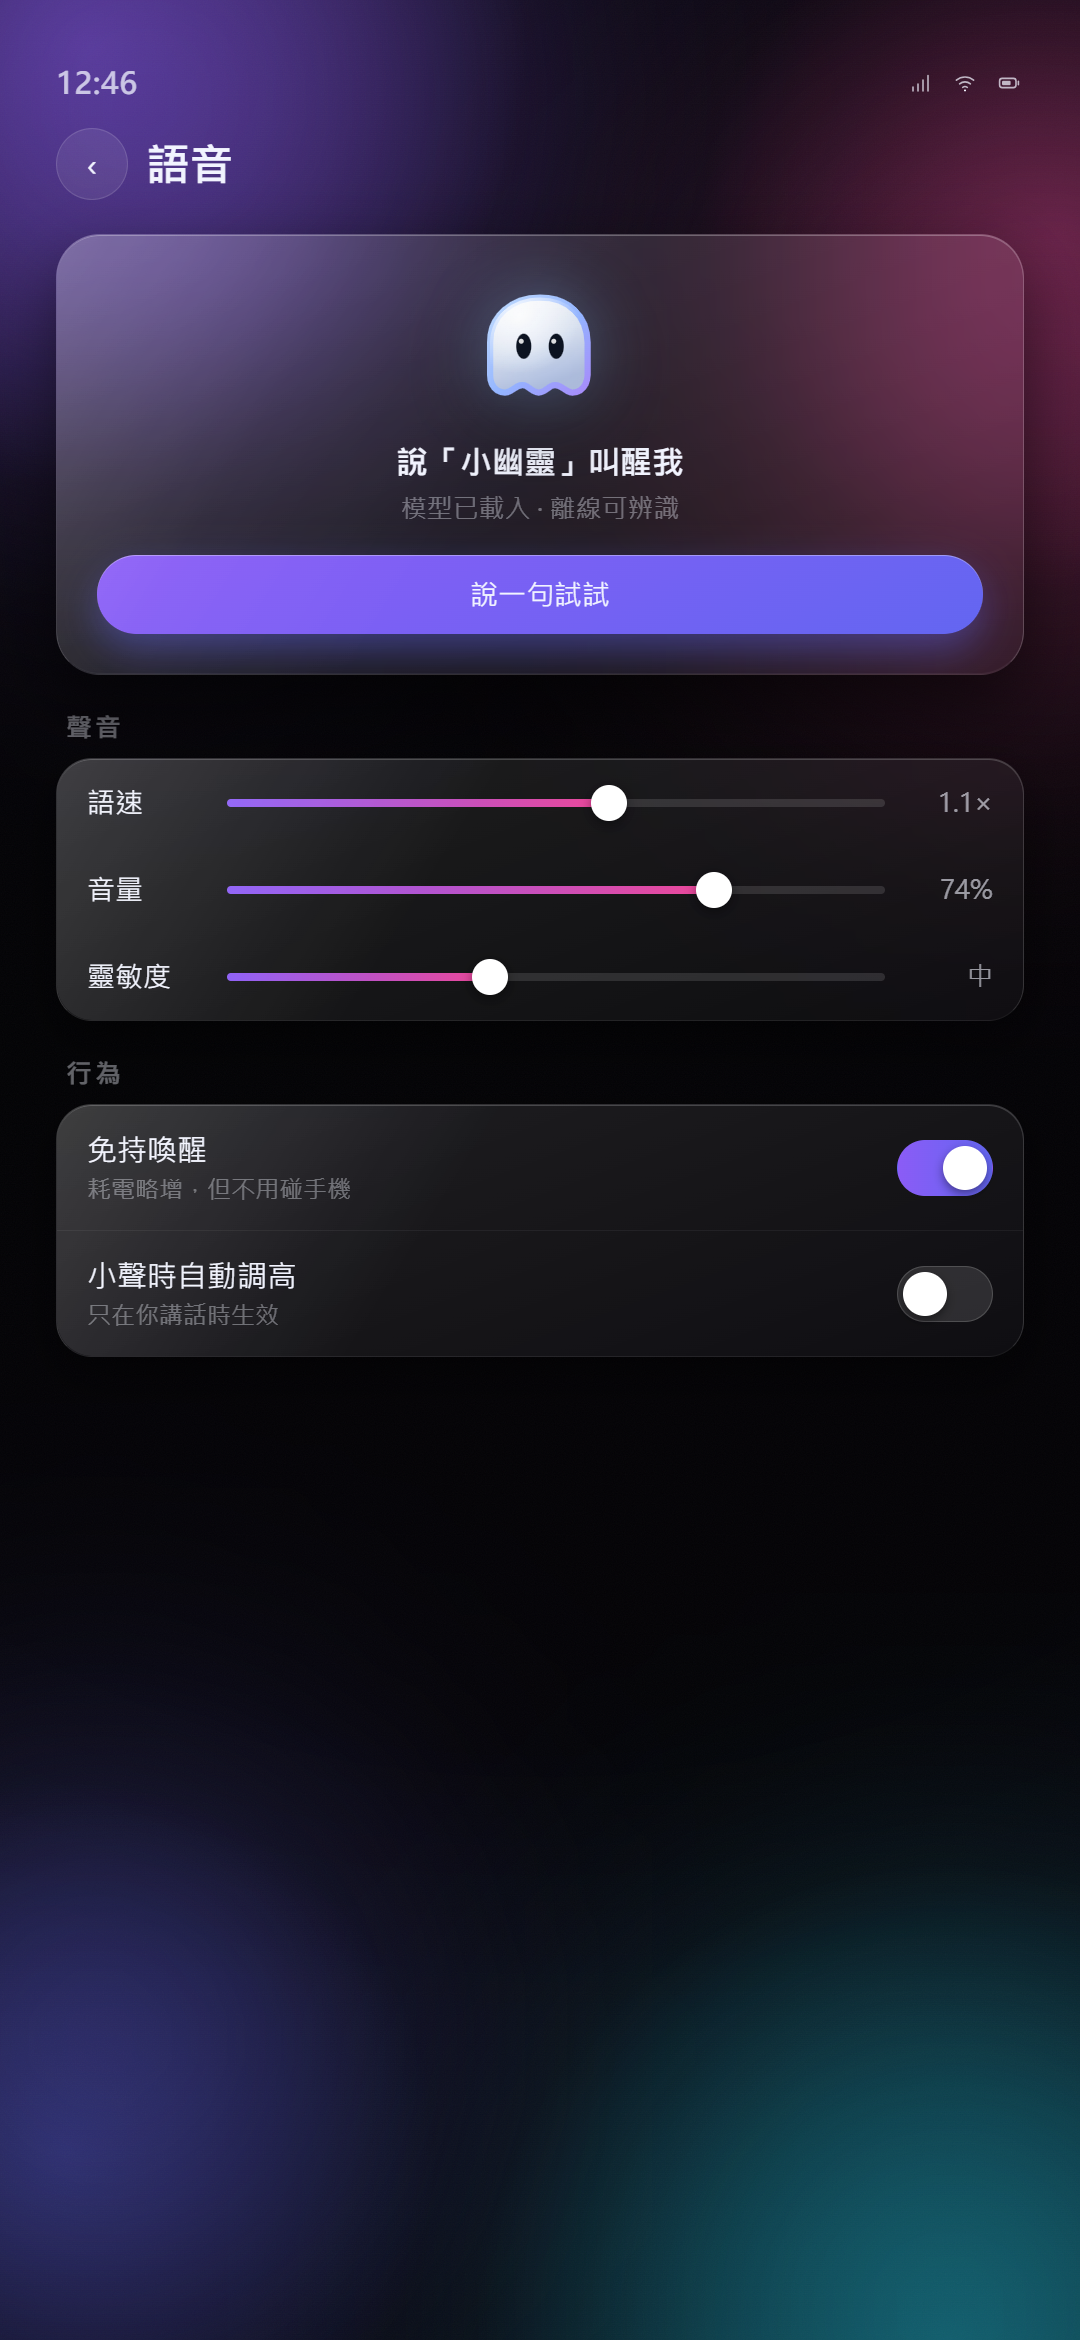 12:46
語音
說「小幽靈」叫醒我
模型已載入 · 離線可辨識
說一句試試
聲音
語速 1.1×
音量 74%
靈敏度 中
行為
免持喚醒
耗電略增，但不用碰手機
小聲時自動調高
只在你講話時生效